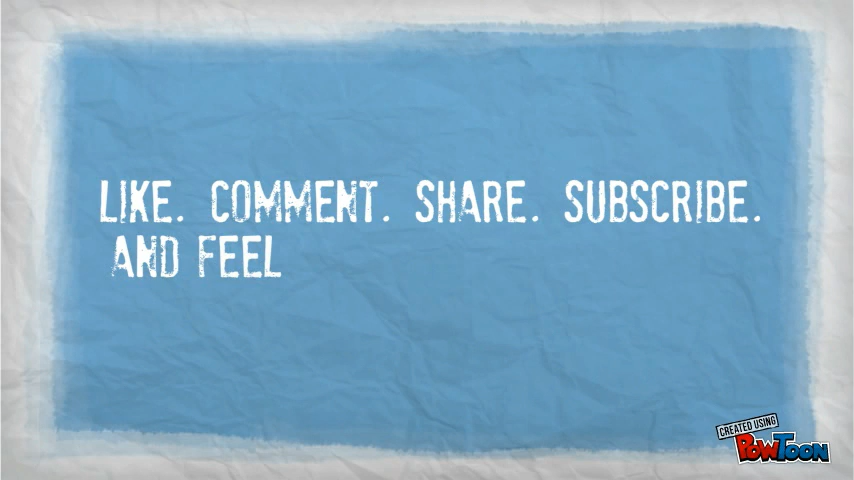 LIKE. COMMENT. SHARE. SUBSCRIBE.
AND FEEL
CREATED USING
POWTOON